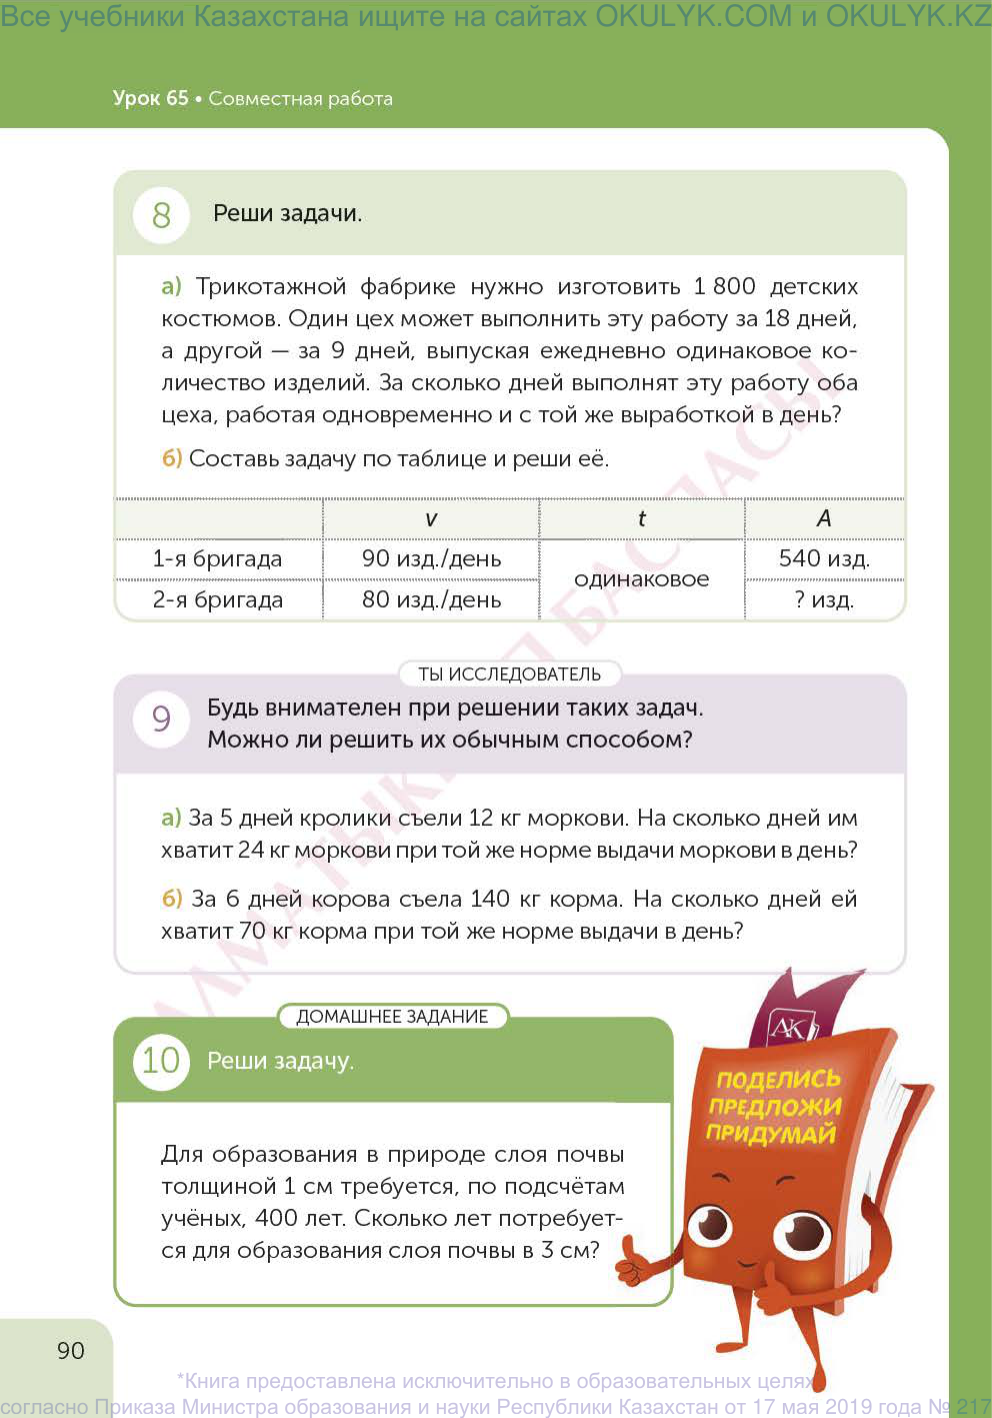 Все учебники Казахстана ищите на сайтах OKULYK.COM и OKULYK.KZ
Урок 65 • Совместная работа
8 Реши задачи.
а) Трикотажной фабрике нужно изготовить 1 800 детских
костюмов. Один цех может выполнить эту работу за 18 дней,
а другой — за 9 дней, выпуская ежедневно одинаковое ко-
личество изделий. За сколько дней выполнят эту работу оба
цеха, работая одновременно и с той же выработкой в день?
б) Составь задачу по таблице и реши её.
v t A
1-я бригада 90 изд./день одинаковое 540 изд.
2-я бригада 80 изд./день ? изд.
ТЫ ИССЛЕДОВАТЕЛЬ
9 Будь внимателен при решении таких задач.
Можно ли решить их обычным способом?
а) За 5 дней кролики съели 12 кг моркови. На сколько дней им
хватит 24 кг моркови при той же норме выдачи моркови в день?
б) За 6 дней корова съела 140 кг корма. На сколько дней ей
хватит 70 кг корма при той же норме выдачи в день?
ДОМАШНЕЕ ЗАДАНИЕ
10 Реши задачу.
Для образования в природе слоя почвы
толщиной 1 см требуется, по подсчётам
учёных, 400 лет. Сколько лет потребует-
ся для образования слоя почвы в 3 см?
АК
ПОДЕЛИСЬ
ПРЕДЛОЖИ
ПРИДУМАЙ
90
*Книга предоставлена исключительно в образовательных целях
согласно Приказа Министра образования и науки Республики Казахстан от 17 мая 2019 года № 217